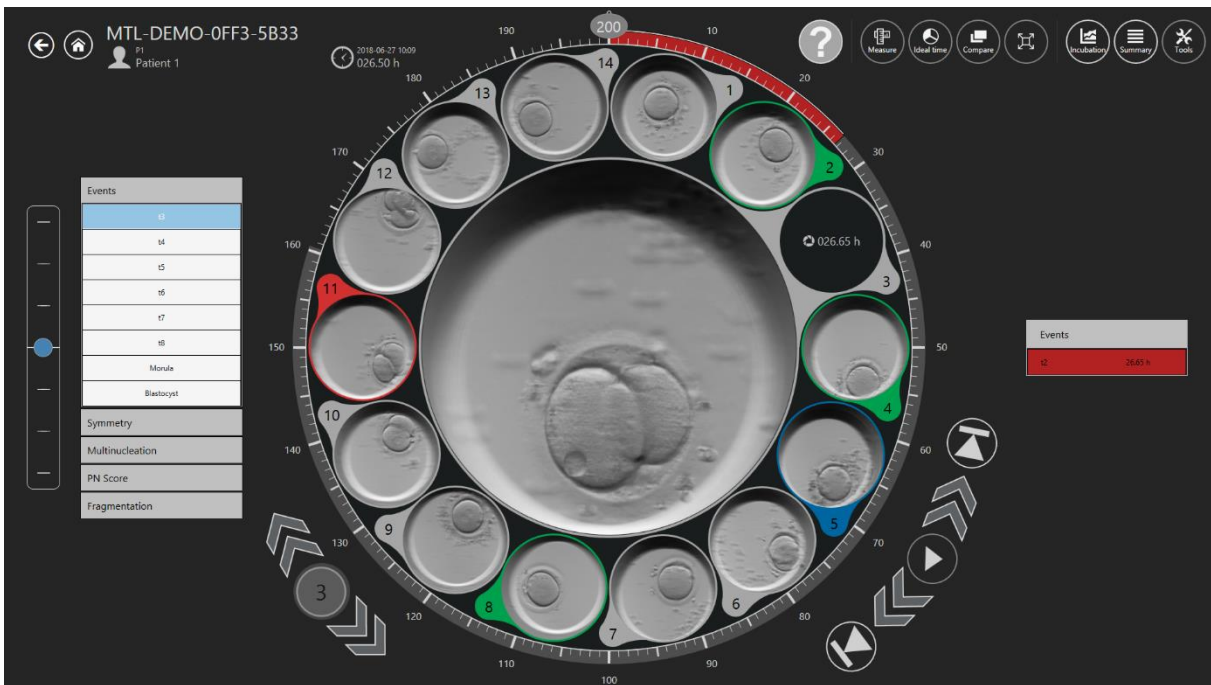 MTL-DEMO-0FF3-5B33
P1
Patient 1
2018-06-27 10:09
026.50 h
?
Measure
Ideal time
Compare
Incubation
Summary
Tools
200
10
20
30
40
50
60
70
80
90
100
110
120
130
140
150
160
170
180
190
1
2
3
4
5
6
7
8
9
10
11
12
13
14
026.65 h
Events
t3
t4
t5
t6
t7
t8
Morula
Blastocyst
Symmetry
Multinucleation
PN Score
Fragmentation
3
Events
t2 26.65 h